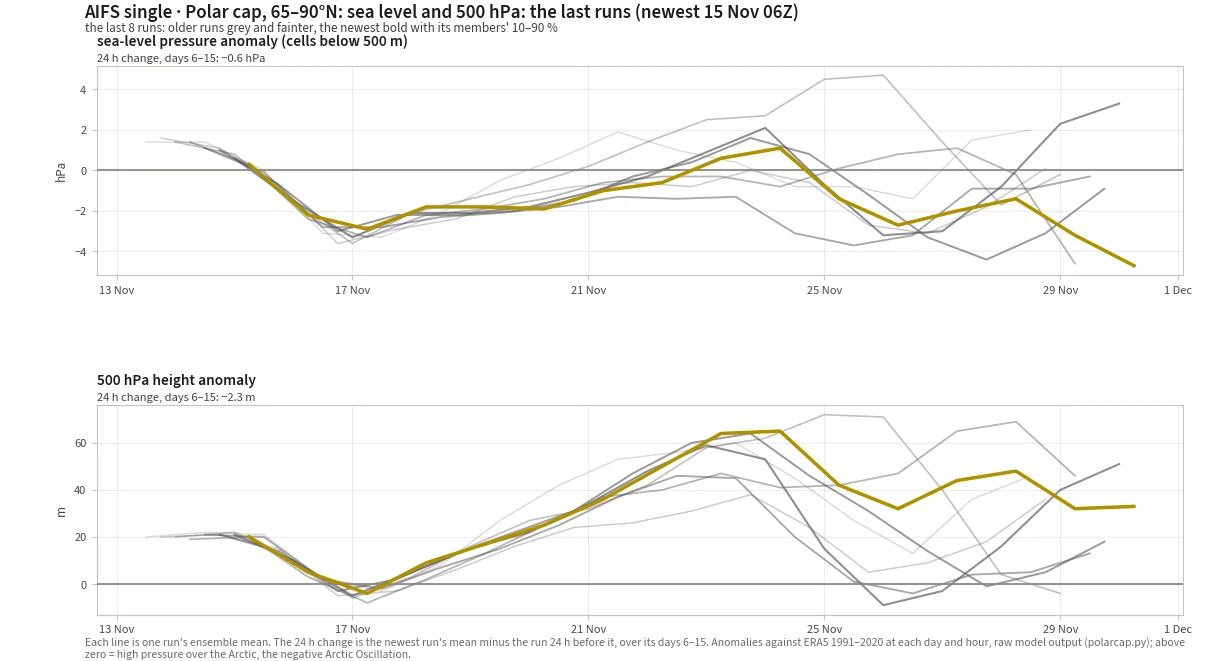 AIFS single · Polar cap, 65–90°N: sea level and 500 hPa: the last runs (newest 15 Nov 06Z)
the last 8 runs: older runs grey and fainter, the newest bold with its members' 10–90 %
sea-level pressure anomaly (cells below 500 m)
24 h change, days 6–15: −0.6 hPa
4
2
0
−2
−4
hPa
13 Nov
17 Nov
21 Nov
25 Nov
29 Nov
1 Dec
500 hPa height anomaly
24 h change, days 6–15: −2.3 m
60
40
20
0
m
13 Nov
17 Nov
21 Nov
25 Nov
29 Nov
1 Dec
Each line is one run's ensemble mean. The 24 h change is the newest run's mean minus the run 24 h before it, over its days 6–15. Anomalies against ERA5 1991–2020 at each day and hour, raw model output (polarcap.py); above
zero = high pressure over the Arctic, the negative Arctic Oscillation.